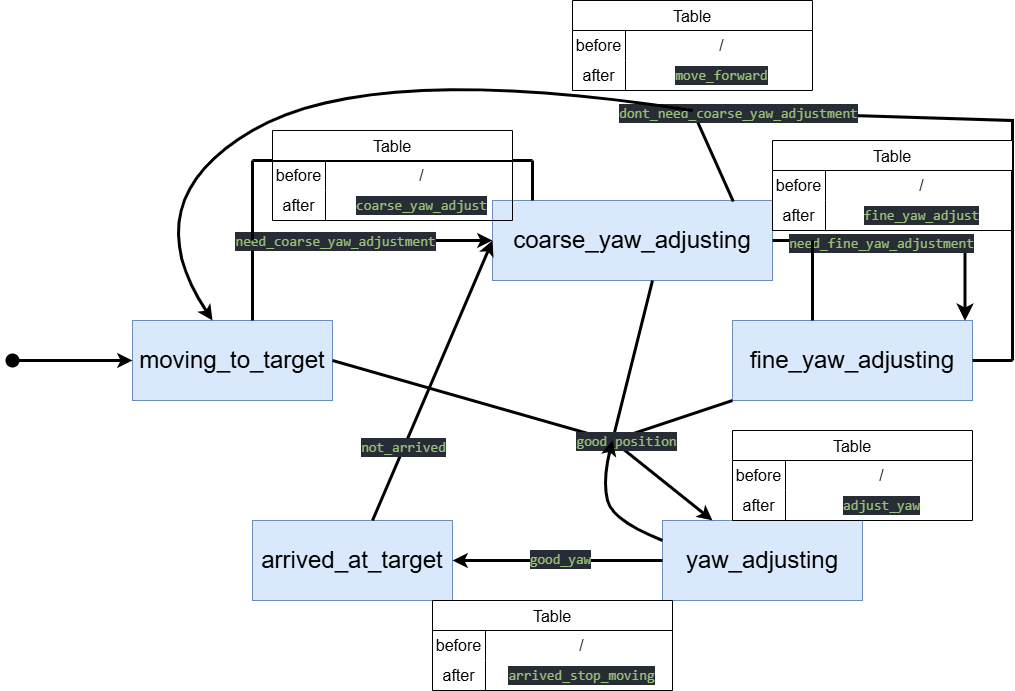 Table
before /
after move_forward
dont_need_coarse_yaw_adjustment
Table
before /
after coarse_yaw_adjust
Table
before /
after fine_yaw_adjust
need_coarse_yaw_adjustment
coarse_yaw_adjusting
need_fine_yaw_adjustment
moving_to_target
fine_yaw_adjusting
not_arrived
good_position
Table
before /
after adjust_yaw
arrived_at_target
good_yaw
yaw_adjusting
Table
before /
after arrived_stop_moving